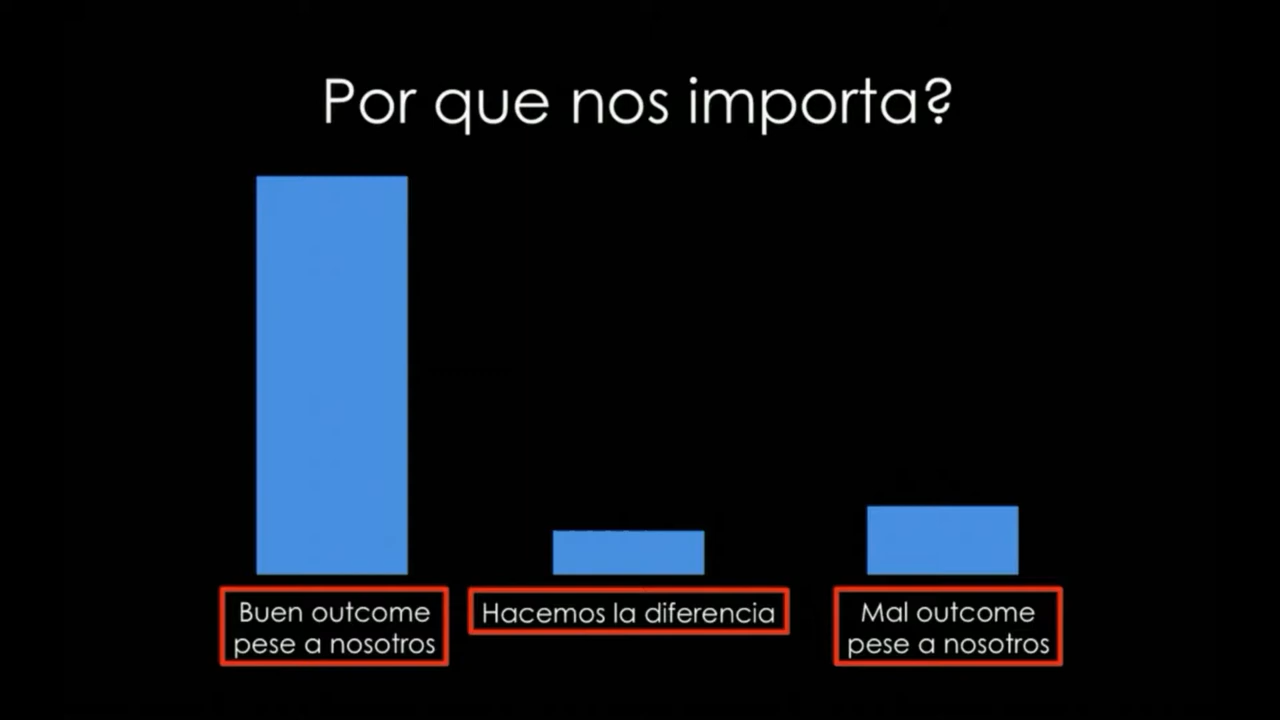 Por que nos importa?
Buen outcome
pese a nosotros
Hacemos la diferencia
Mal outcome
pese a nosotros